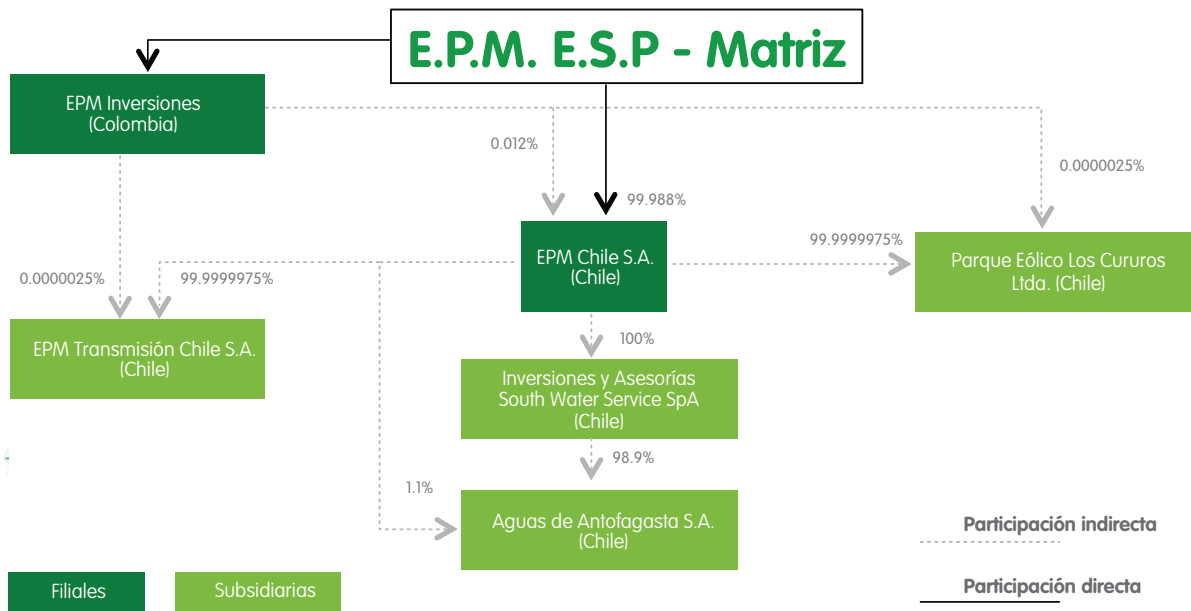 E.P.M. E.S.P - Matriz
EPM Inversiones
(Colombia)
0.012%
0.0000025%
99.988%
EPM Chile S.A.
(Chile)
99.9999975%
Parque Eólico Los Cururos
Ltda. (Chile)
0.0000025%
99.9999975%
EPM Transmisión Chile S.A.
(Chile)
100%
Inversiones y Asesorías
South Water Service SpA
(Chile)
98.9%
1.1%
Aguas de Antofagasta S.A.
(Chile)
Participación indirecta
Filiales
Subsidiarias
Participación directa